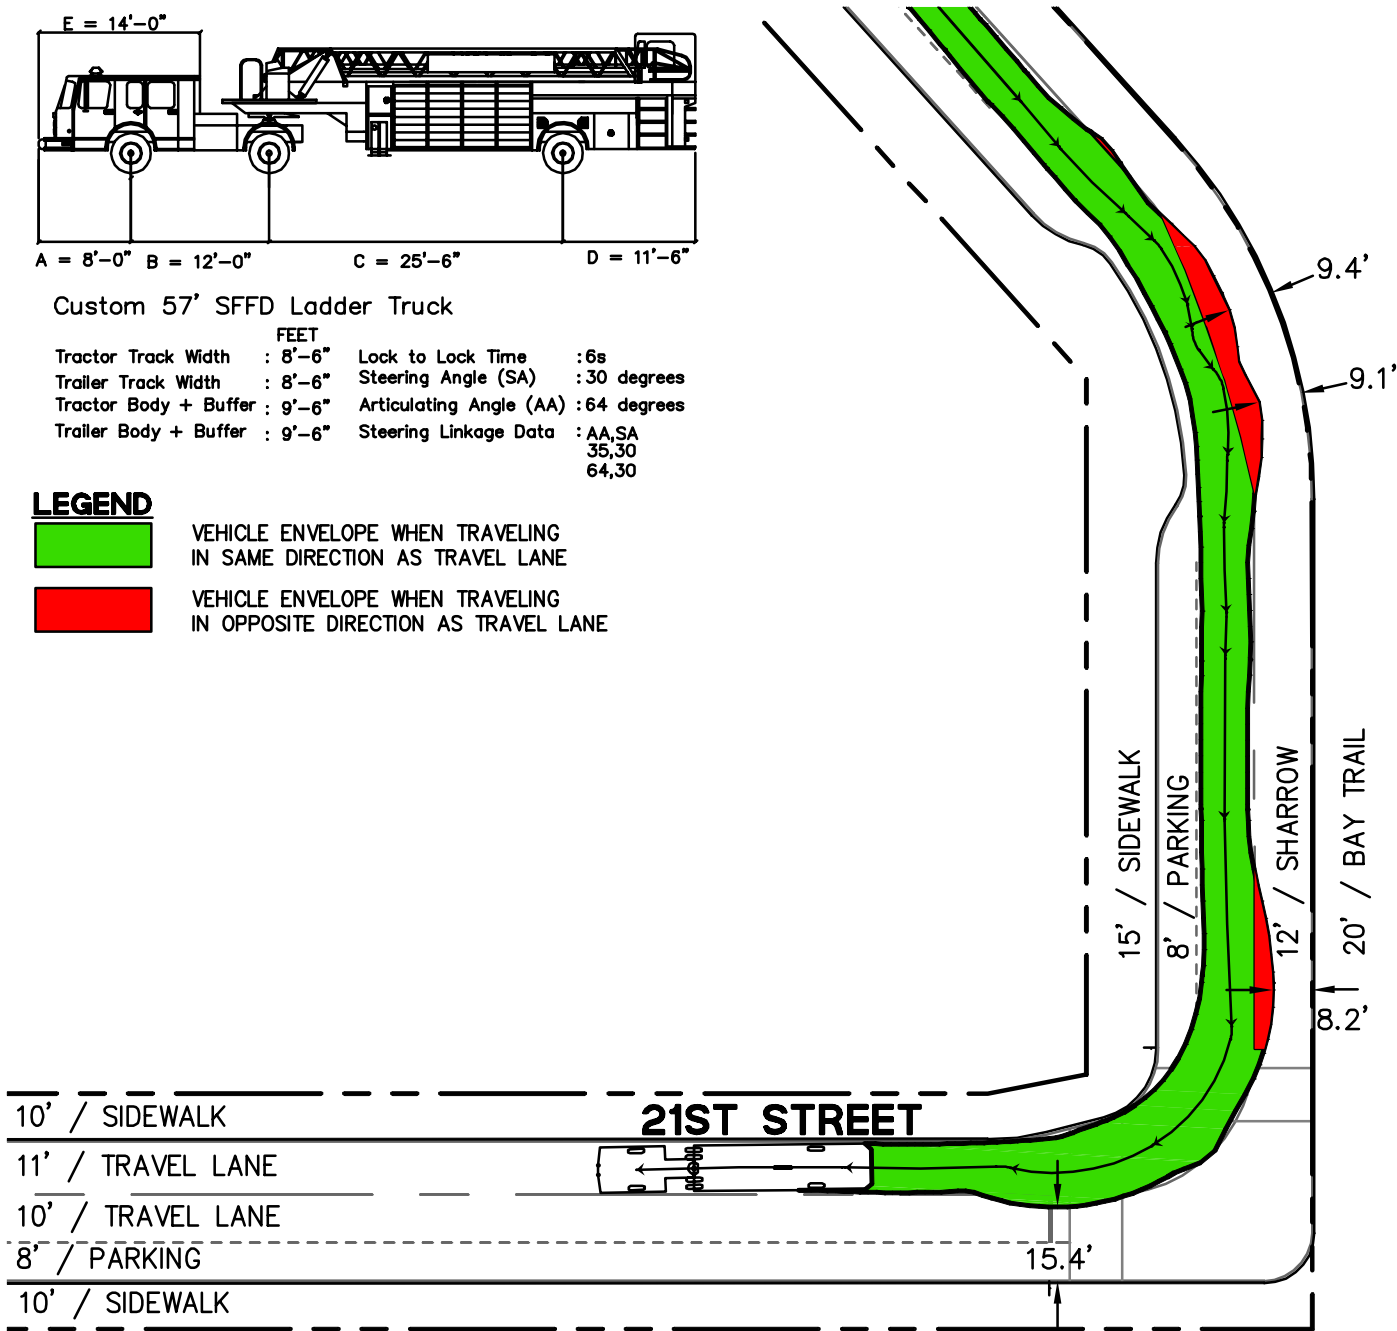 E = 14'-0"
A = 8'-0" B = 12'-0" C = 25'-6" D = 11'-6"
Custom 57' SFFD Ladder Truck
FEET
Tractor Track Width : 8'-6" Lock to Lock Time : 6s
Trailer Track Width : 8'-6" Steering Angle (SA) : 30 degrees
Tractor Body + Buffer : 9'-6" Articulating Angle (AA) : 64 degrees
Trailer Body + Buffer : 9'-6" Steering Linkage Data : AA,SA
35,30
64,30
LEGEND
VEHICLE ENVELOPE WHEN TRAVELING
IN SAME DIRECTION AS TRAVEL LANE
VEHICLE ENVELOPE WHEN TRAVELING
IN OPPOSITE DIRECTION AS TRAVEL LANE
9.4'
9.1'
15' / SIDEWALK
8' / PARKING
12' / SHARROW
20' / BAY TRAIL
8.2'
21ST STREET
10' / SIDEWALK
11' / TRAVEL LANE
10' / TRAVEL LANE
8' / PARKING
15.4'
10' / SIDEWALK